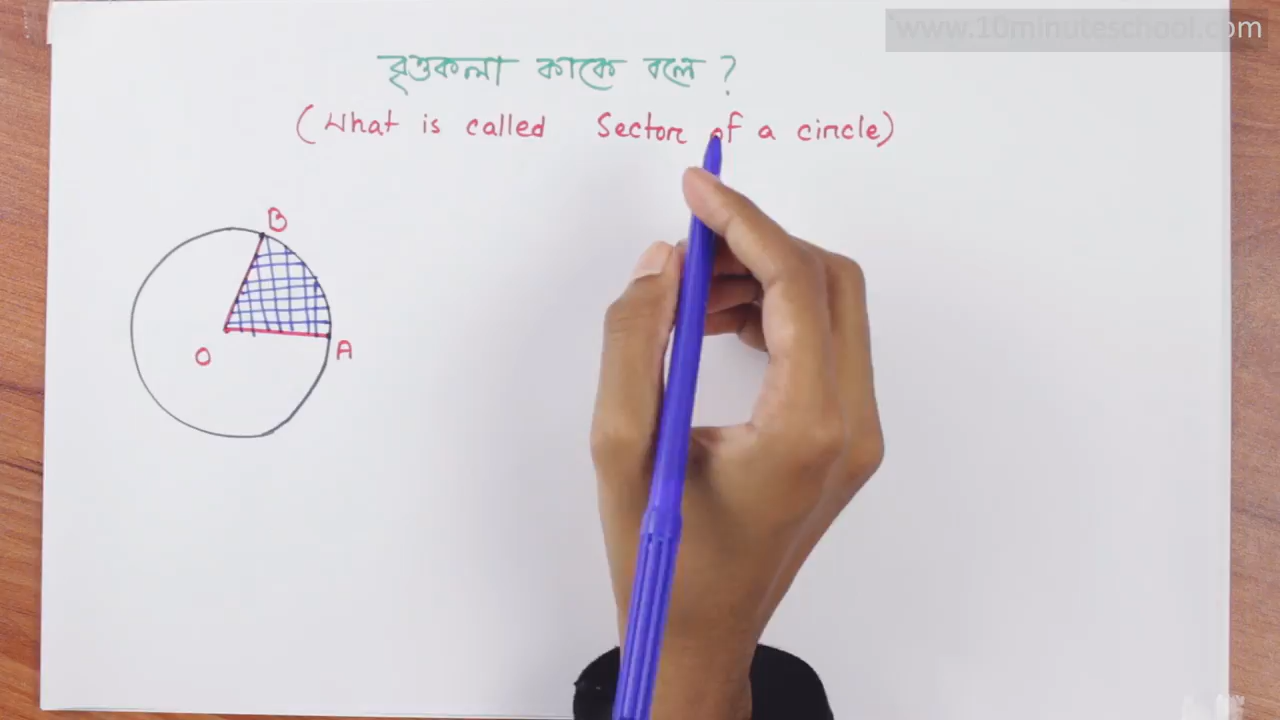 www.10minuteschool.com
বৃত্তকলা কাকে বলে ?
(What is called Sector of a circle)
B
O
A